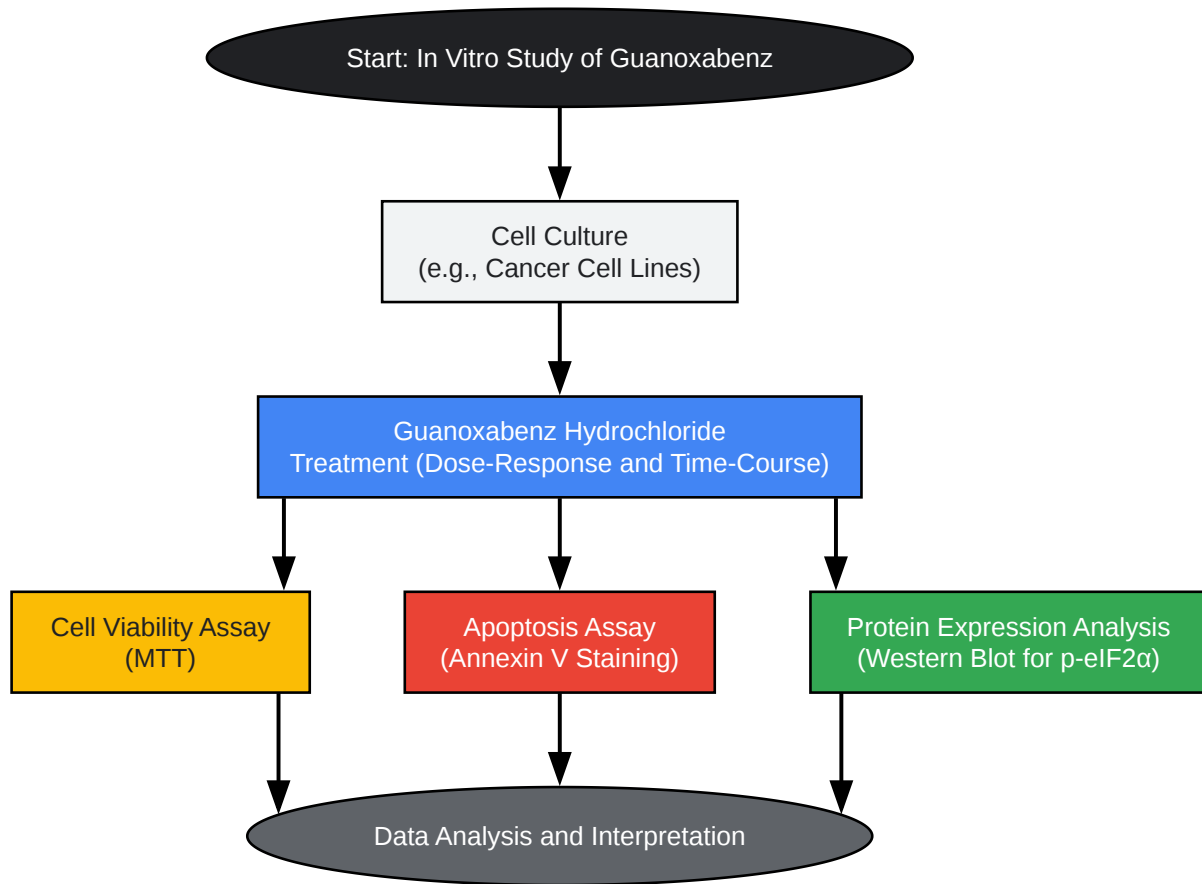 Start: In Vitro Study of Guanoxabenz
Cell Culture
(e.g., Cancer Cell Lines)
Guanoxabenz Hydrochloride
Treatment (Dose-Response and Time-Course)
Cell Viability Assay
(MTT)
Apoptosis Assay
(Annexin V Staining)
Protein Expression Analysis
(Western Blot for p-eIF2α)
Data Analysis and Interpretation